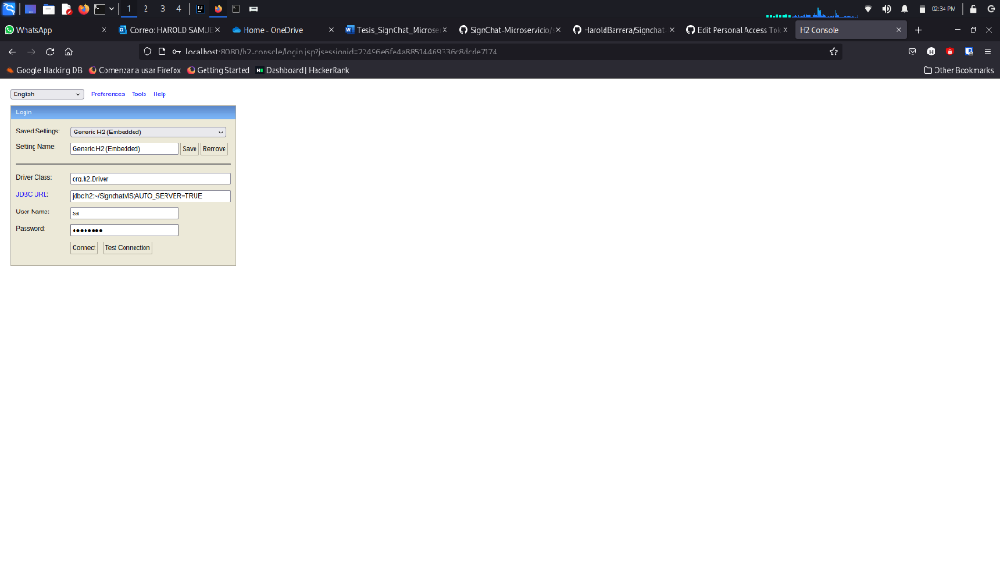 1 2 3 4 02:34 PM
WhatsApp Correo: HAROLD SAMUE Home - OneDrive Tesis_SignChat_Microse SignChat-Microservicio/ HaroldBarrera/Signchat Edit Personal Access Tok H2 Console
localhost:8080/h2-console/login.jsp?jsessionid=22496e6fe4a88514469336c8dcde7174
Google Hacking DB Comenzar a usar Firefox Getting Started Dashboard | HackerRank Other Bookmarks
English Preferences Tools Help
Login
Saved Settings: Generic H2 (Embedded)
Setting Name: Generic H2 (Embedded) Save Remove
Driver Class: org.h2.Driver
JDBC URL: jdbc:h2:~/SignchatMS;AUTO_SERVER=TRUE
User Name: sa
Password: ●●●●●●●●
Connect Test Connection